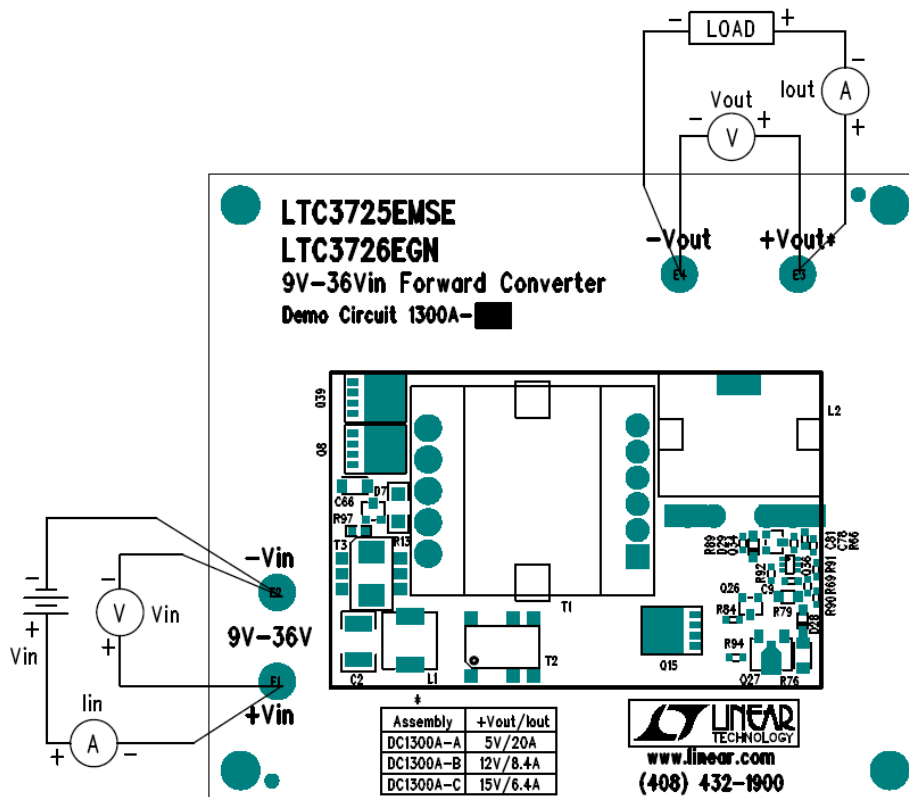 - LOAD +
- Iout A
+
Vout
- V +
LTC3725EMSE
LTC3726EGN
9V-36Vin Forward Converter
Demo Circuit 1300A-
-Vout +Vout*
E4 E3
Q39
Q8
C66
D7
R97
R13
T3
C2
L1
T1
T2
L2
R89
D29
Q34
C81
C78
R66
R92
Q36
R91
C9
R69
Q26
R84
R79
R90
D28
R94
Q15
Q27
R76
-Vin
E2
- V Vin
+
Vin
9V-36V
E1
+Vin
Iin
+ A -
*
Assembly +Vout/Iout
DC1300A-A 5V/20A
DC1300A-B 12V/8.4A
DC1300A-C 15V/6.4A
LINEAR
TECHNOLOGY
www.linear.com
(408) 432-1900